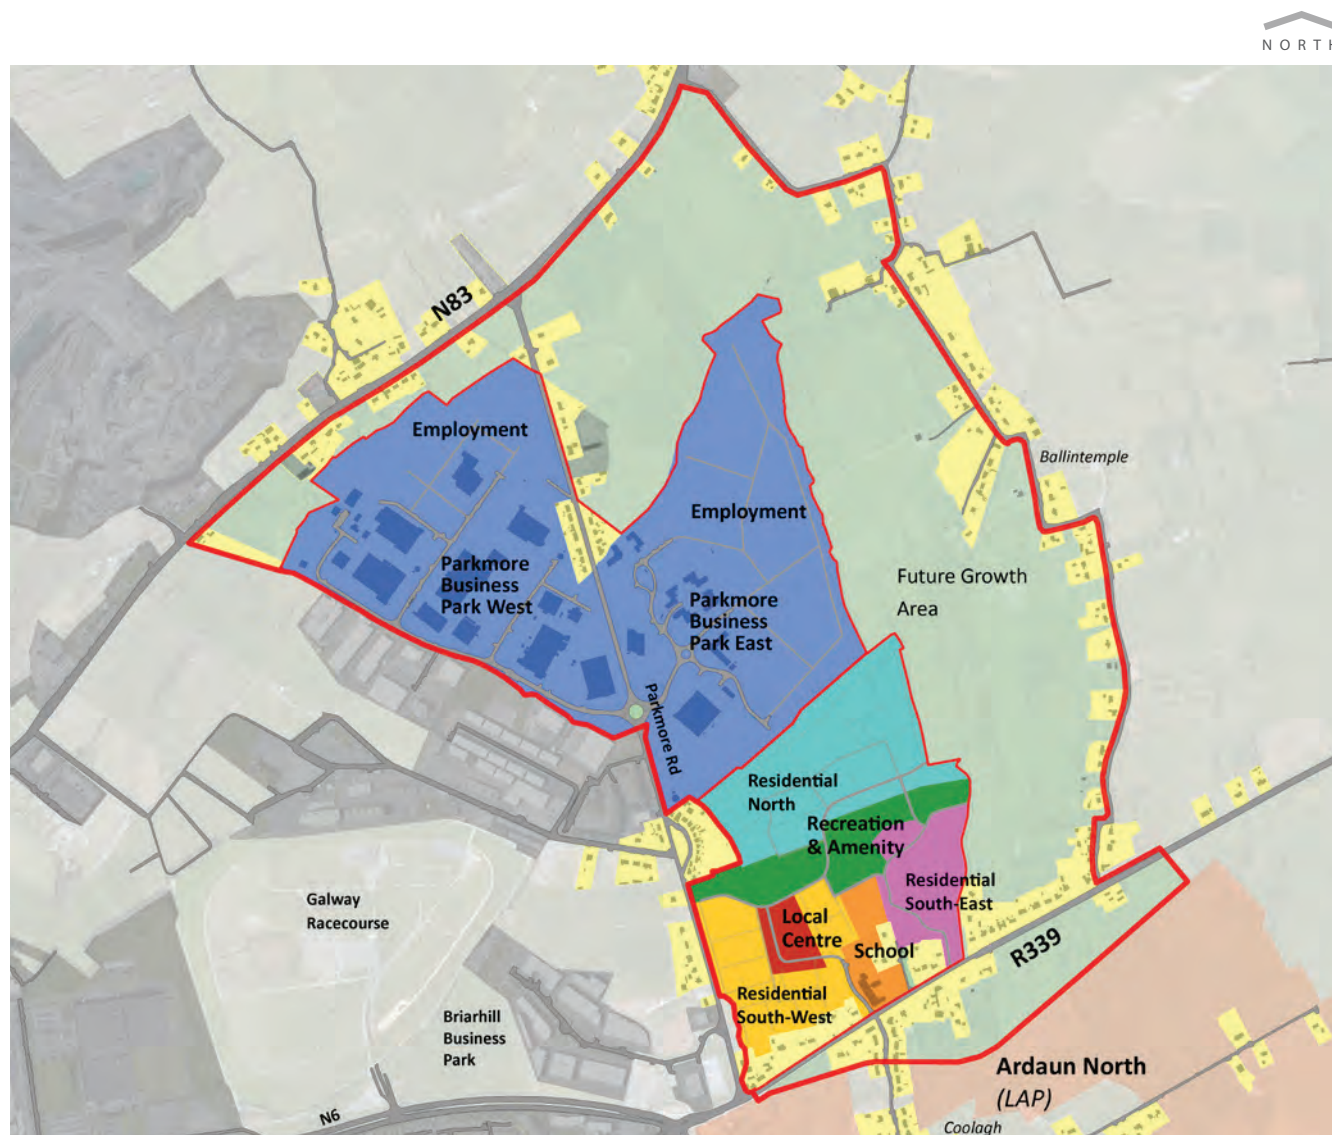 NORTH
N83
Employment
Ballintemple
Employment
Parkmore
Business
Park West
Future Growth
Area
Parkmore
Business
Park East
Parkmore Rd
Residential
North
Recreation
& Amenity
Residential
South-East
Galway
Racecourse
Local
Centre
School
R339
Residential
South-West
Briarhill
Business
Park
Ardaun North
(LAP)
N6
Coolagh